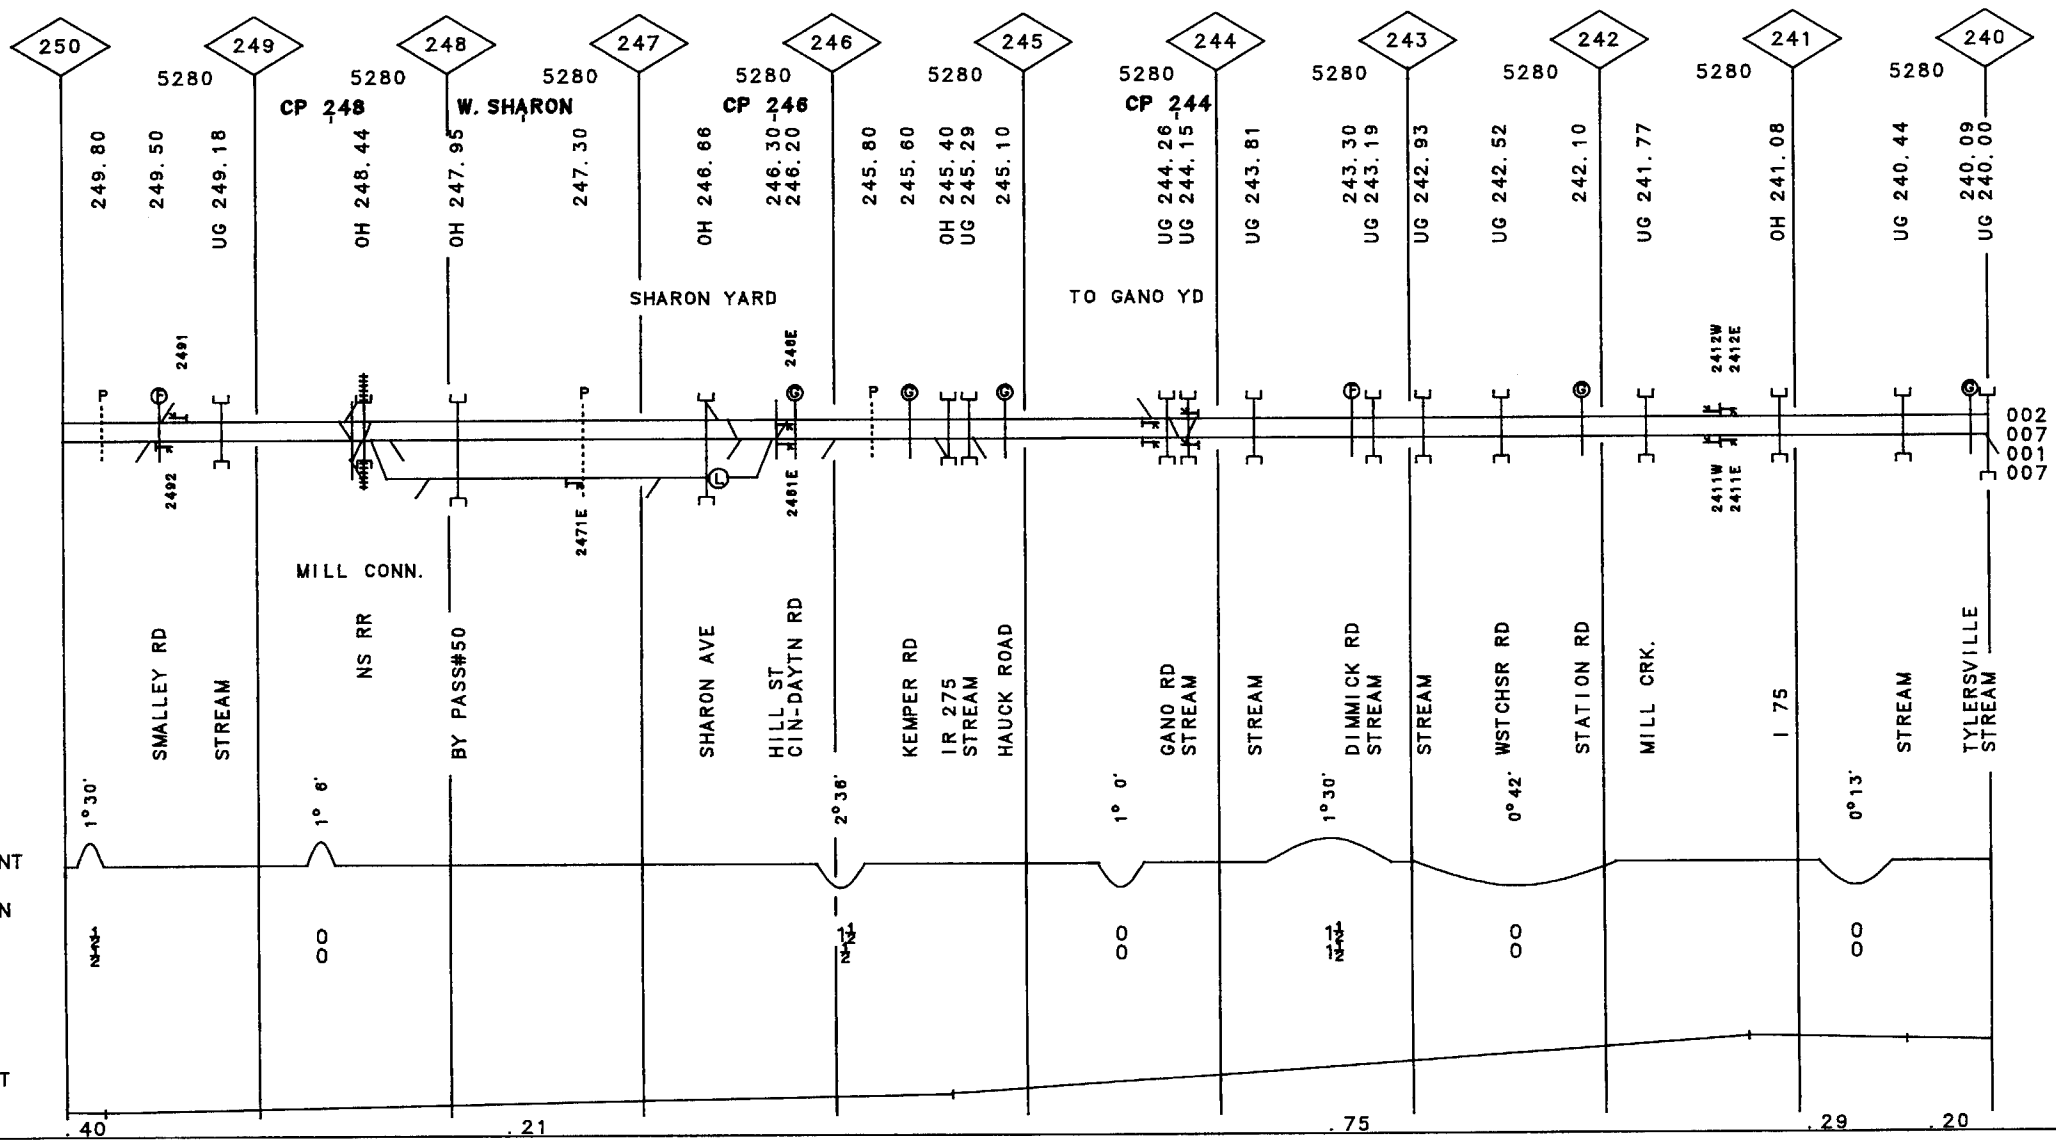 250 249 248 247 246 245 244 243 242 241 240
5280 5280 5280 5280 5280 5280 5280 5280 5280 5280
CP 248 W. SHARON CP 246 CP 244
249.80
249.50
UG 249.18
OH 248.44
OH 247.95
247.30
OH 246.66
246.30
246.20
245.80
245.60
OH 245.40
UG 245.29
245.10
UG 244.26
UG 244.15
UG 243.81
243.30
UG 243.19
UG 242.93
UG 242.52
242.10
UG 241.77
OH 241.08
UG 240.44
240.09
UG 240.00
SHARON YARD
TO GANO YD
2491
246E
2412W
2412E
P F P G P G G F G G
L
002
007
001
007
2492
2471E
2461E
2411W
2411E
MILL CONN.
SMALLEY RD
STREAM
NS RR
BY PASS#50
SHARON AVE
HILL ST
CIN-DAYTN RD
KEMPER RD
IR 275
STREAM
HAUCK ROAD
GANO RD
STREAM
STREAM
DIMMICK RD
STREAM
STREAM
WSTCHSR RD
STATION RD
MILL CRK.
I 75
STREAM
TYLERSVILLE
STREAM
1°30'
1° 6'
2°36'
1° 0'
1°30'
0°42'
0°13'
NT
N
0 0 0 0
0 0 0 0
T
.40 .21 .75 .29 .20